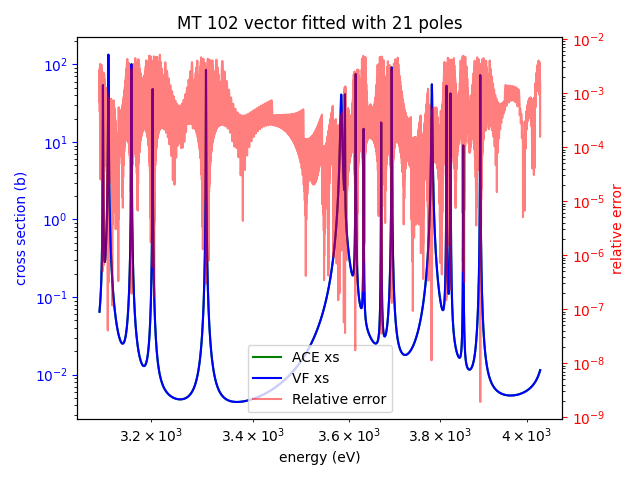 MT 102 vector fitted with 21 poles
cross section (b)
10²
10¹
10⁰
10⁻¹
10⁻²
10⁻²
10⁻³
10⁻⁴
10⁻⁵
10⁻⁶
10⁻⁷
10⁻⁸
10⁻⁹
relative error
ACE xs
VF xs
Relative error
3.2 × 10³ 3.4 × 10³ 3.6 × 10³ 3.8 × 10³ 4 × 10³
energy (eV)